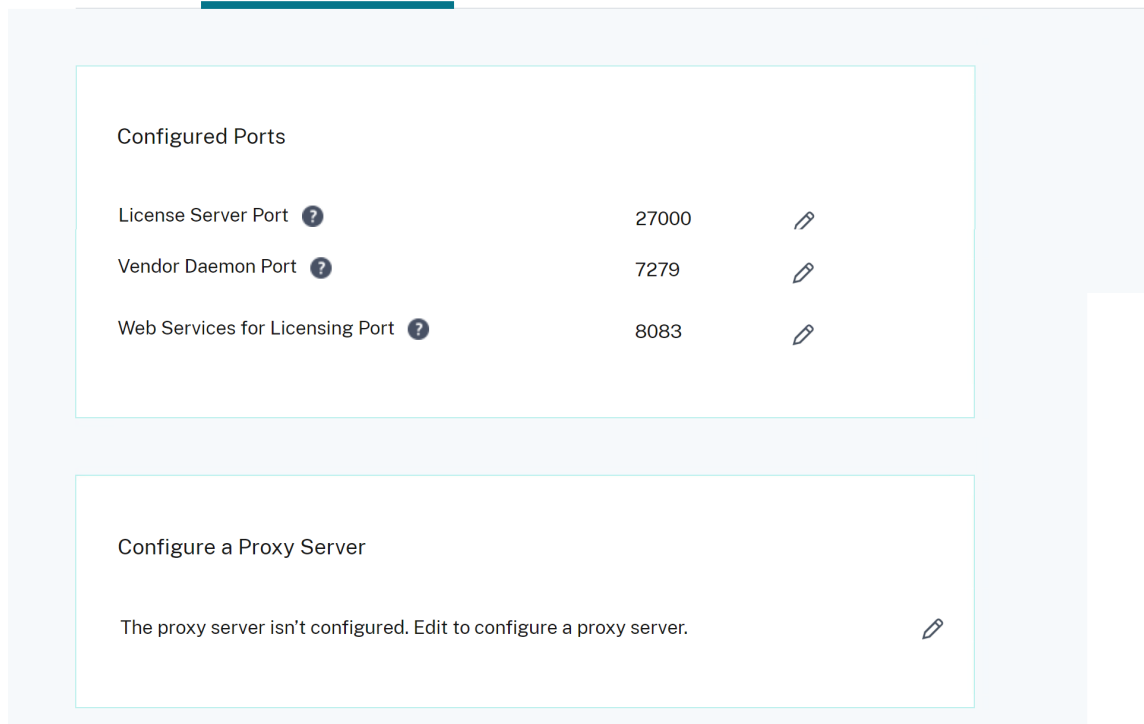 Configured Ports
License Server Port ? 27000
Vendor Daemon Port ? 7279
Web Services for Licensing Port ? 8083
Configure a Proxy Server
The proxy server isn’t configured. Edit to configure a proxy server.